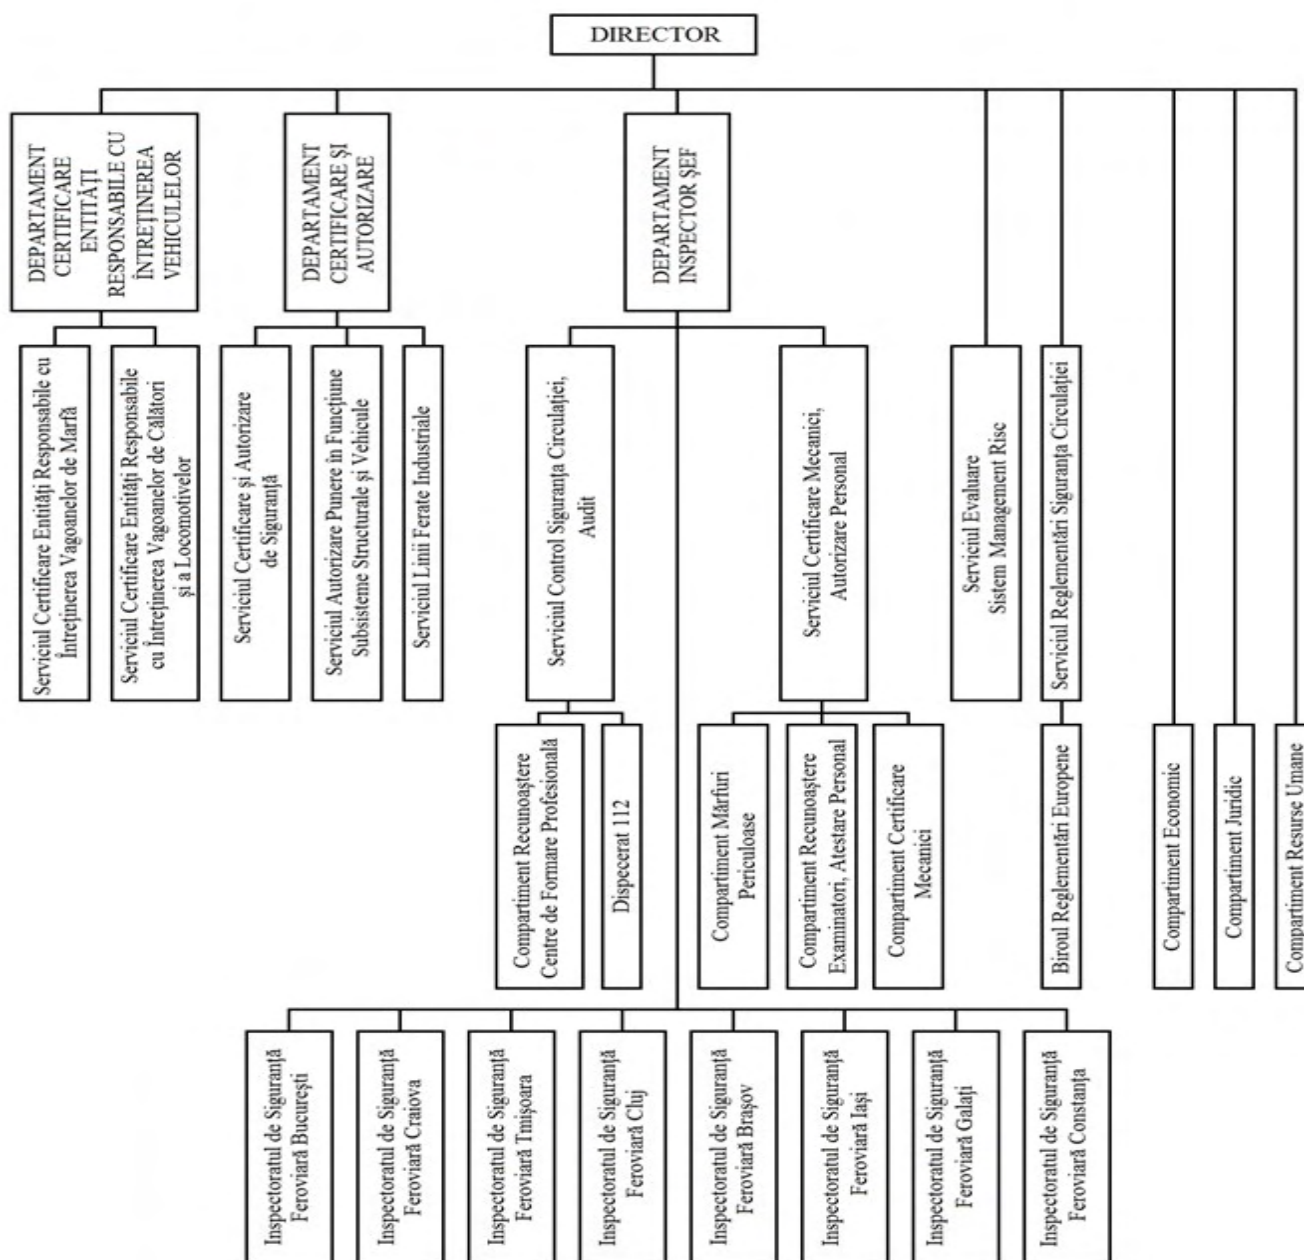 DIRECTOR
DEPARTAMENT
CERTIFICARE
ENTITĂȚI
RESPONSABILE CU
ÎNTREȚINEREA
VEHICULELOR
DEPARTAMENT
CERTIFICARE ȘI
AUTORIZARE
DEPARTAMENT
INSPECTOR ȘEF
Serviciul Certificare Entități Responsabile cu
Întreținerea Vagoanelor de Marfă
Serviciul Certificare Entități Responsabile
cu Întreținerea Vagoanelor de Călători
și a Locomotivelor
Serviciul Certificare și Autorizare
de Siguranță
Serviciul Autorizare Punere in Funcțiune
Subsisteme Structurale și Vehicule
Serviciul Linii Ferate Industriale
Serviciul Control Siguranța Circulației,
Audit
Serviciul Certificare Mecanici,
Autorizare Personal
Serviciul Evaluare
Sistem Management Risc
Serviciul Reglementări Siguranța Circulației
Compartiment Recunoaștere
Centre de Formare Profesională
Dispecerat 112
Compartiment Mărfuri
Periculoase
Compartiment Recunoaștere
Examinatori, Atestare Personal
Compartiment Certificare
Mecanici
Biroul Reglementări Europene
Compartiment Economic
Compartiment Juridic
Compartiment Resurse Umane
Inspectoratul de Siguranță
Feroviară București
Inspectoratul de Siguranță
Feroviară Craiova
Inspectoratul de Siguranță
Feroviară Tmișoara
Inspectoratul de Siguranță
Feroviară Cluj
Inspectoratul de Siguranță
Feroviară Brașov
Inspectoratul de Siguranță
Feroviară Iași
Inspectoratul de Siguranță
Feroviară Galați
Inspectoratul de Siguranță
Feroviară Constanța